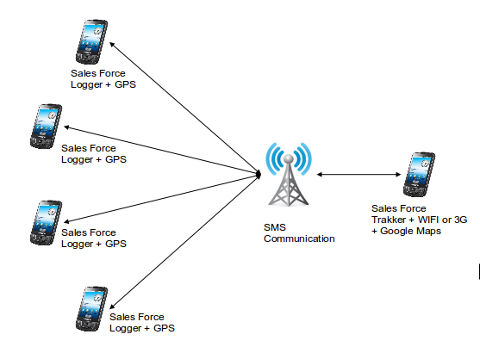 Sales Force
Logger + GPS
Sales Force
Logger + GPS
Sales Force
Logger + GPS
Sales Force
Logger + GPS
SMS
Communication
Sales Force
Trakker + WIFI or 3G
+ Google Maps